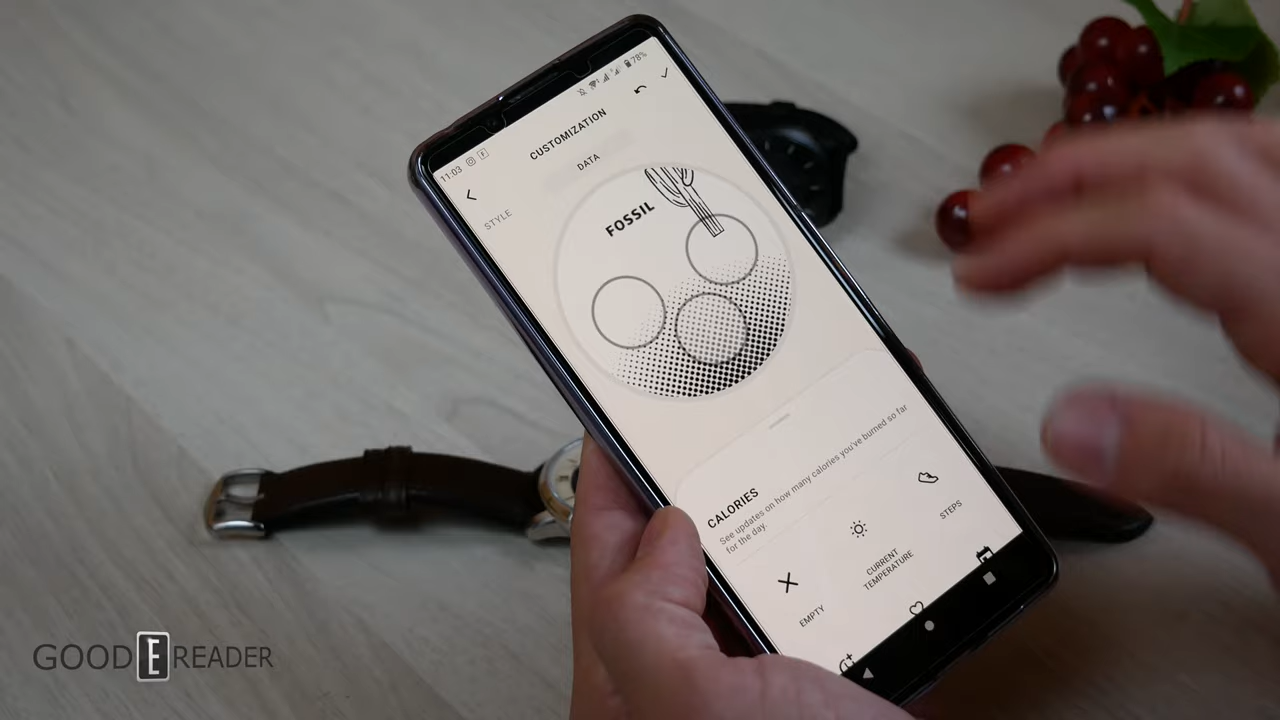 11:03
78%
CUSTOMIZATION
STYLE
DATA
FOSSIL
CALORIES
See updates on how many calories you've burned so far
for the day.
EMPTY
CURRENT
TEMPERATURE
STEPS
GOOD E READER